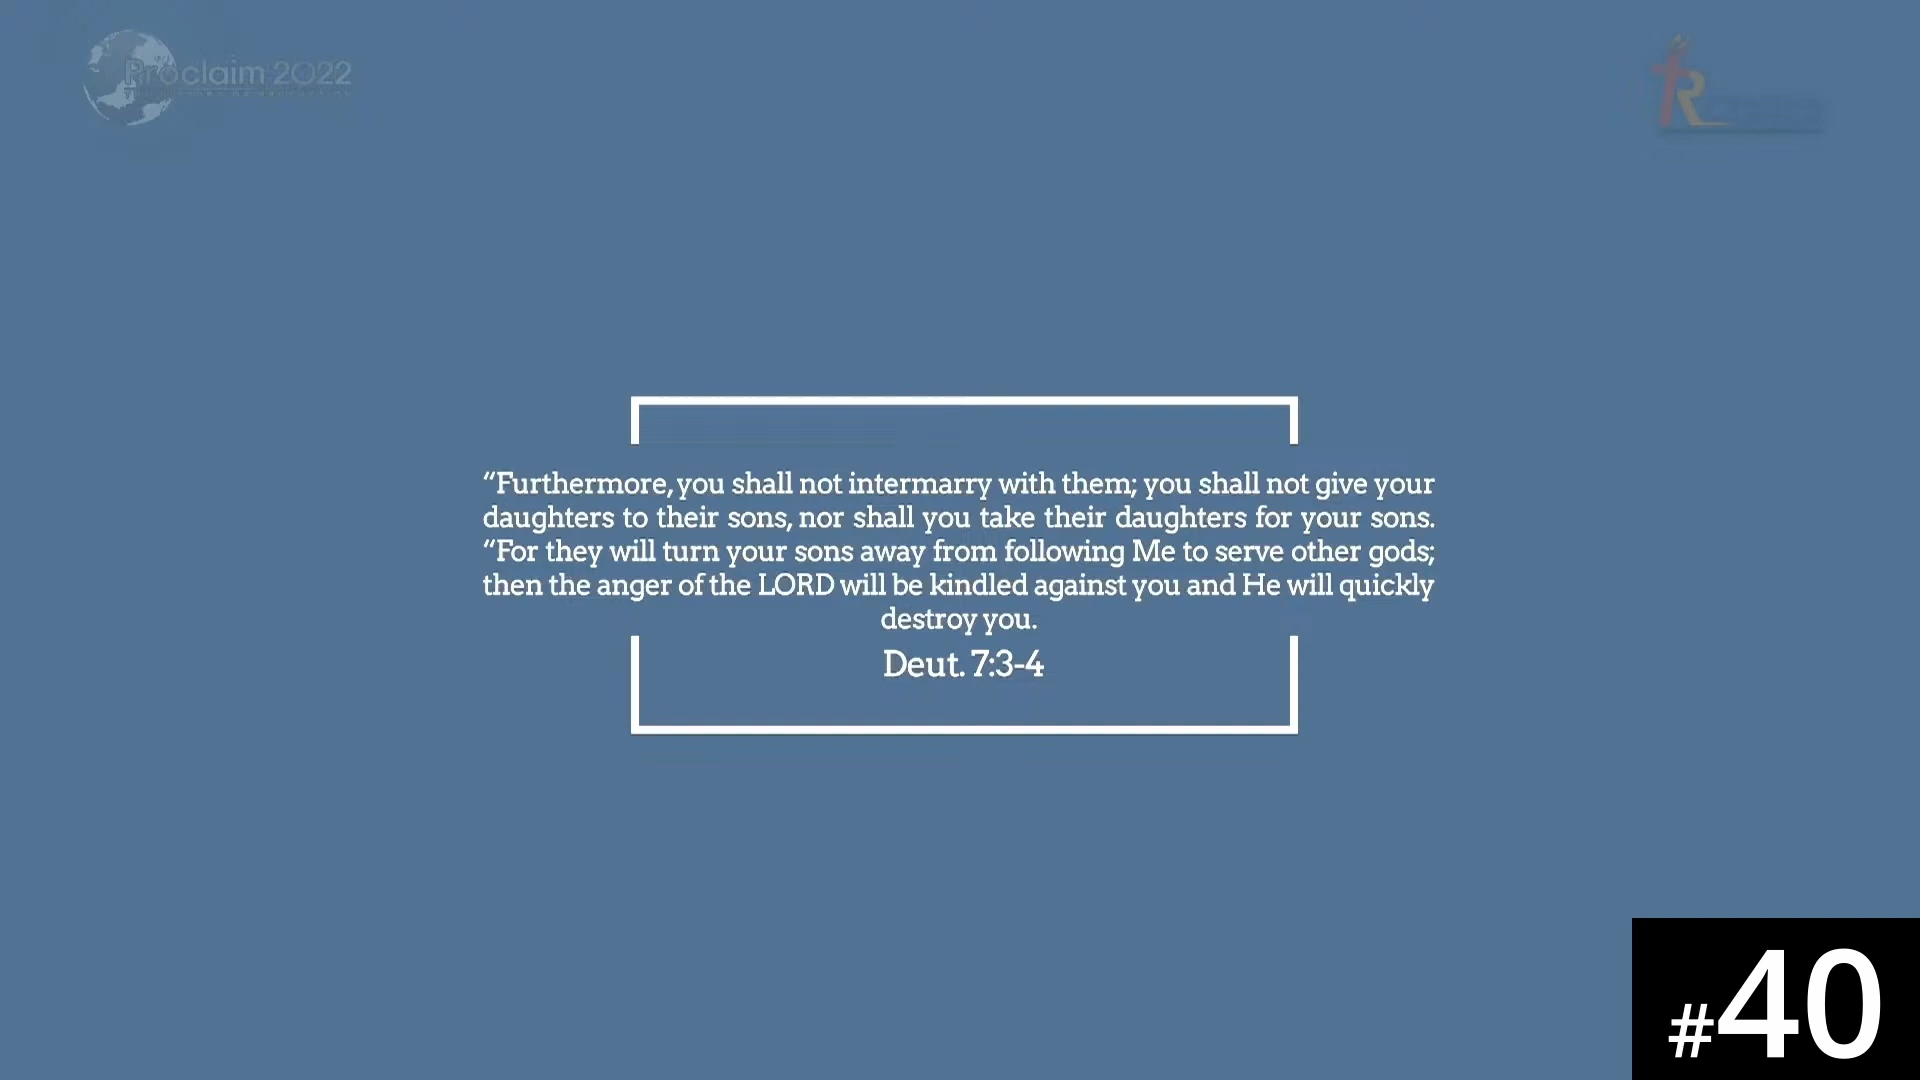 Proclaim 2022
“Furthermore, you shall not intermarry with them; you shall not give your
daughters to their sons, nor shall you take their daughters for your sons.
“For they will turn your sons away from following Me to serve other gods;
then the anger of the LORD will be kindled against you and He will quickly
destroy you.
Deut. 7:3-4
#40